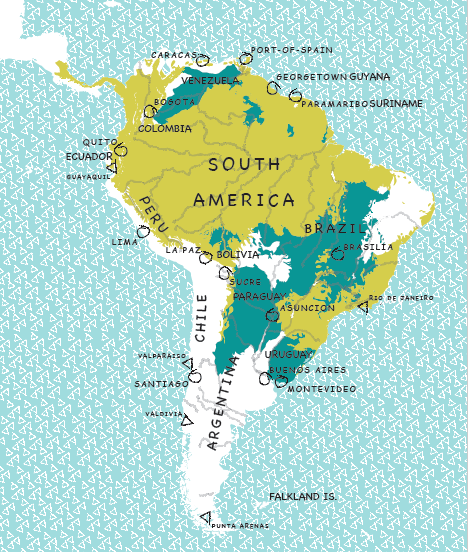 CARACAS
PORT-OF-SPAIN
VENEZUELA
GEORGETOWN GUYANA
BOGOTA
PARAMARIBO SURINAME
COLOMBIA
QUITO
ECUADOR
GUAYAQUIL
SOUTH
AMERICA
PERU
BRAZIL
LIMA
LA PAZ
BOLIVIA
BRASILIA
SUCRE
PARAGUAY
RIO DE JANEIRO
ASUNCION
CHILE
URUGUAY
VALPARAISO
BUENOS AIRES
SANTIAGO
MONTEVIDEO
ARGENTINA
VALDIVIA
FALKLAND IS.
PUNTA ARENAS